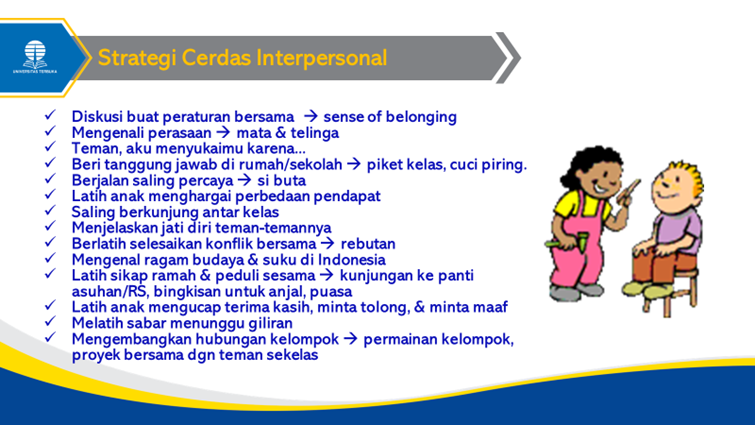 UNIVERSITAS TERBUKA
Strategi Cerdas Interpersonal
✓ Diskusi buat peraturan bersama → sense of belonging
✓ Mengenali perasaan → mata & telinga
✓ Teman, aku menyukaimu karena...
✓ Beri tanggung jawab di rumah/sekolah → piket kelas, cuci piring.
✓ Berjalan saling percaya → si buta
✓ Latih anak menghargai perbedaan pendapat
✓ Saling berkunjung antar kelas
✓ Menjelaskan jati diri teman-temannya
✓ Berlatih selesaikan konflik bersama → rebutan
✓ Mengenal ragam budaya & suku di Indonesia
✓ Latih sikap ramah & peduli sesama → kunjungan ke panti
asuhan/RS, bingkisan untuk anjal, puasa
✓ Latih anak mengucap terima kasih, minta tolong, & minta maaf
✓ Melatih sabar menunggu giliran
✓ Mengembangkan hubungan kelompok → permainan kelompok,
proyek bersama dgn teman sekelas